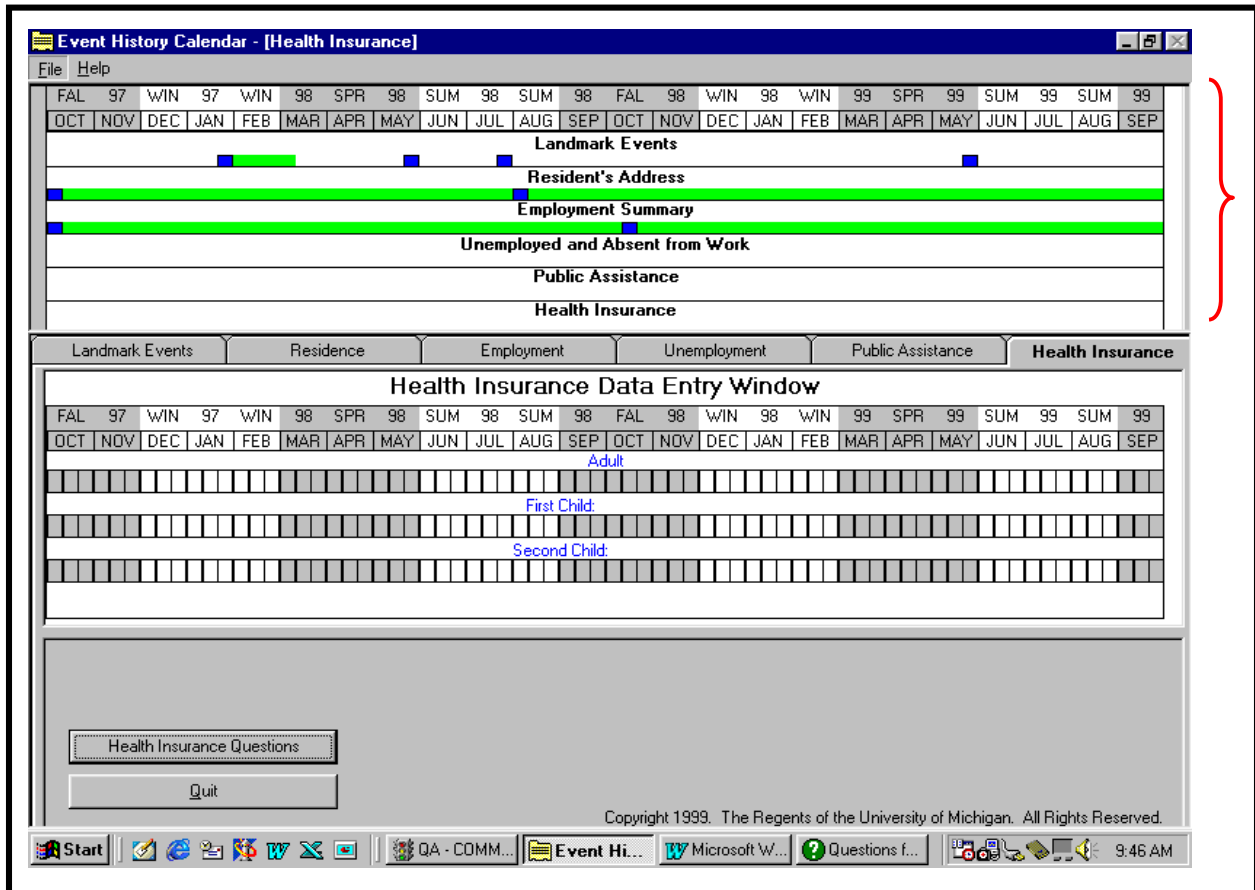 Event History Calendar - [Health Insurance]
File Help
FAL 97 WIN 97 WIN 98 SPR 98 SUM 98 SUM 98 FAL 98 WIN 98 WIN 99 SPR 99 SUM 99 SUM 99
OCT NOV DEC JAN FEB MAR APR MAY JUN JUL AUG SEP OCT NOV DEC JAN FEB MAR APR MAY JUN JUL AUG SEP
Landmark Events
Resident's Address
Employment Summary
Unemployed and Absent from Work
Public Assistance
Health Insurance
Landmark Events Residence Employment Unemployment Public Assistance Health Insurance
Health Insurance Data Entry Window
FAL 97 WIN 97 WIN 98 SPR 98 SUM 98 SUM 98 FAL 98 WIN 98 WIN 99 SPR 99 SUM 99 SUM 99
OCT NOV DEC JAN FEB MAR APR MAY JUN JUL AUG SEP OCT NOV DEC JAN FEB MAR APR MAY JUN JUL AUG SEP
Adult
First Child:
Second Child:
Health Insurance Questions
Quit
Copyright 1999. The Regents of the University of Michigan. All Rights Reserved.
Start QA - COMM... Event Hi... Microsoft W... Questions f... 9:46 AM